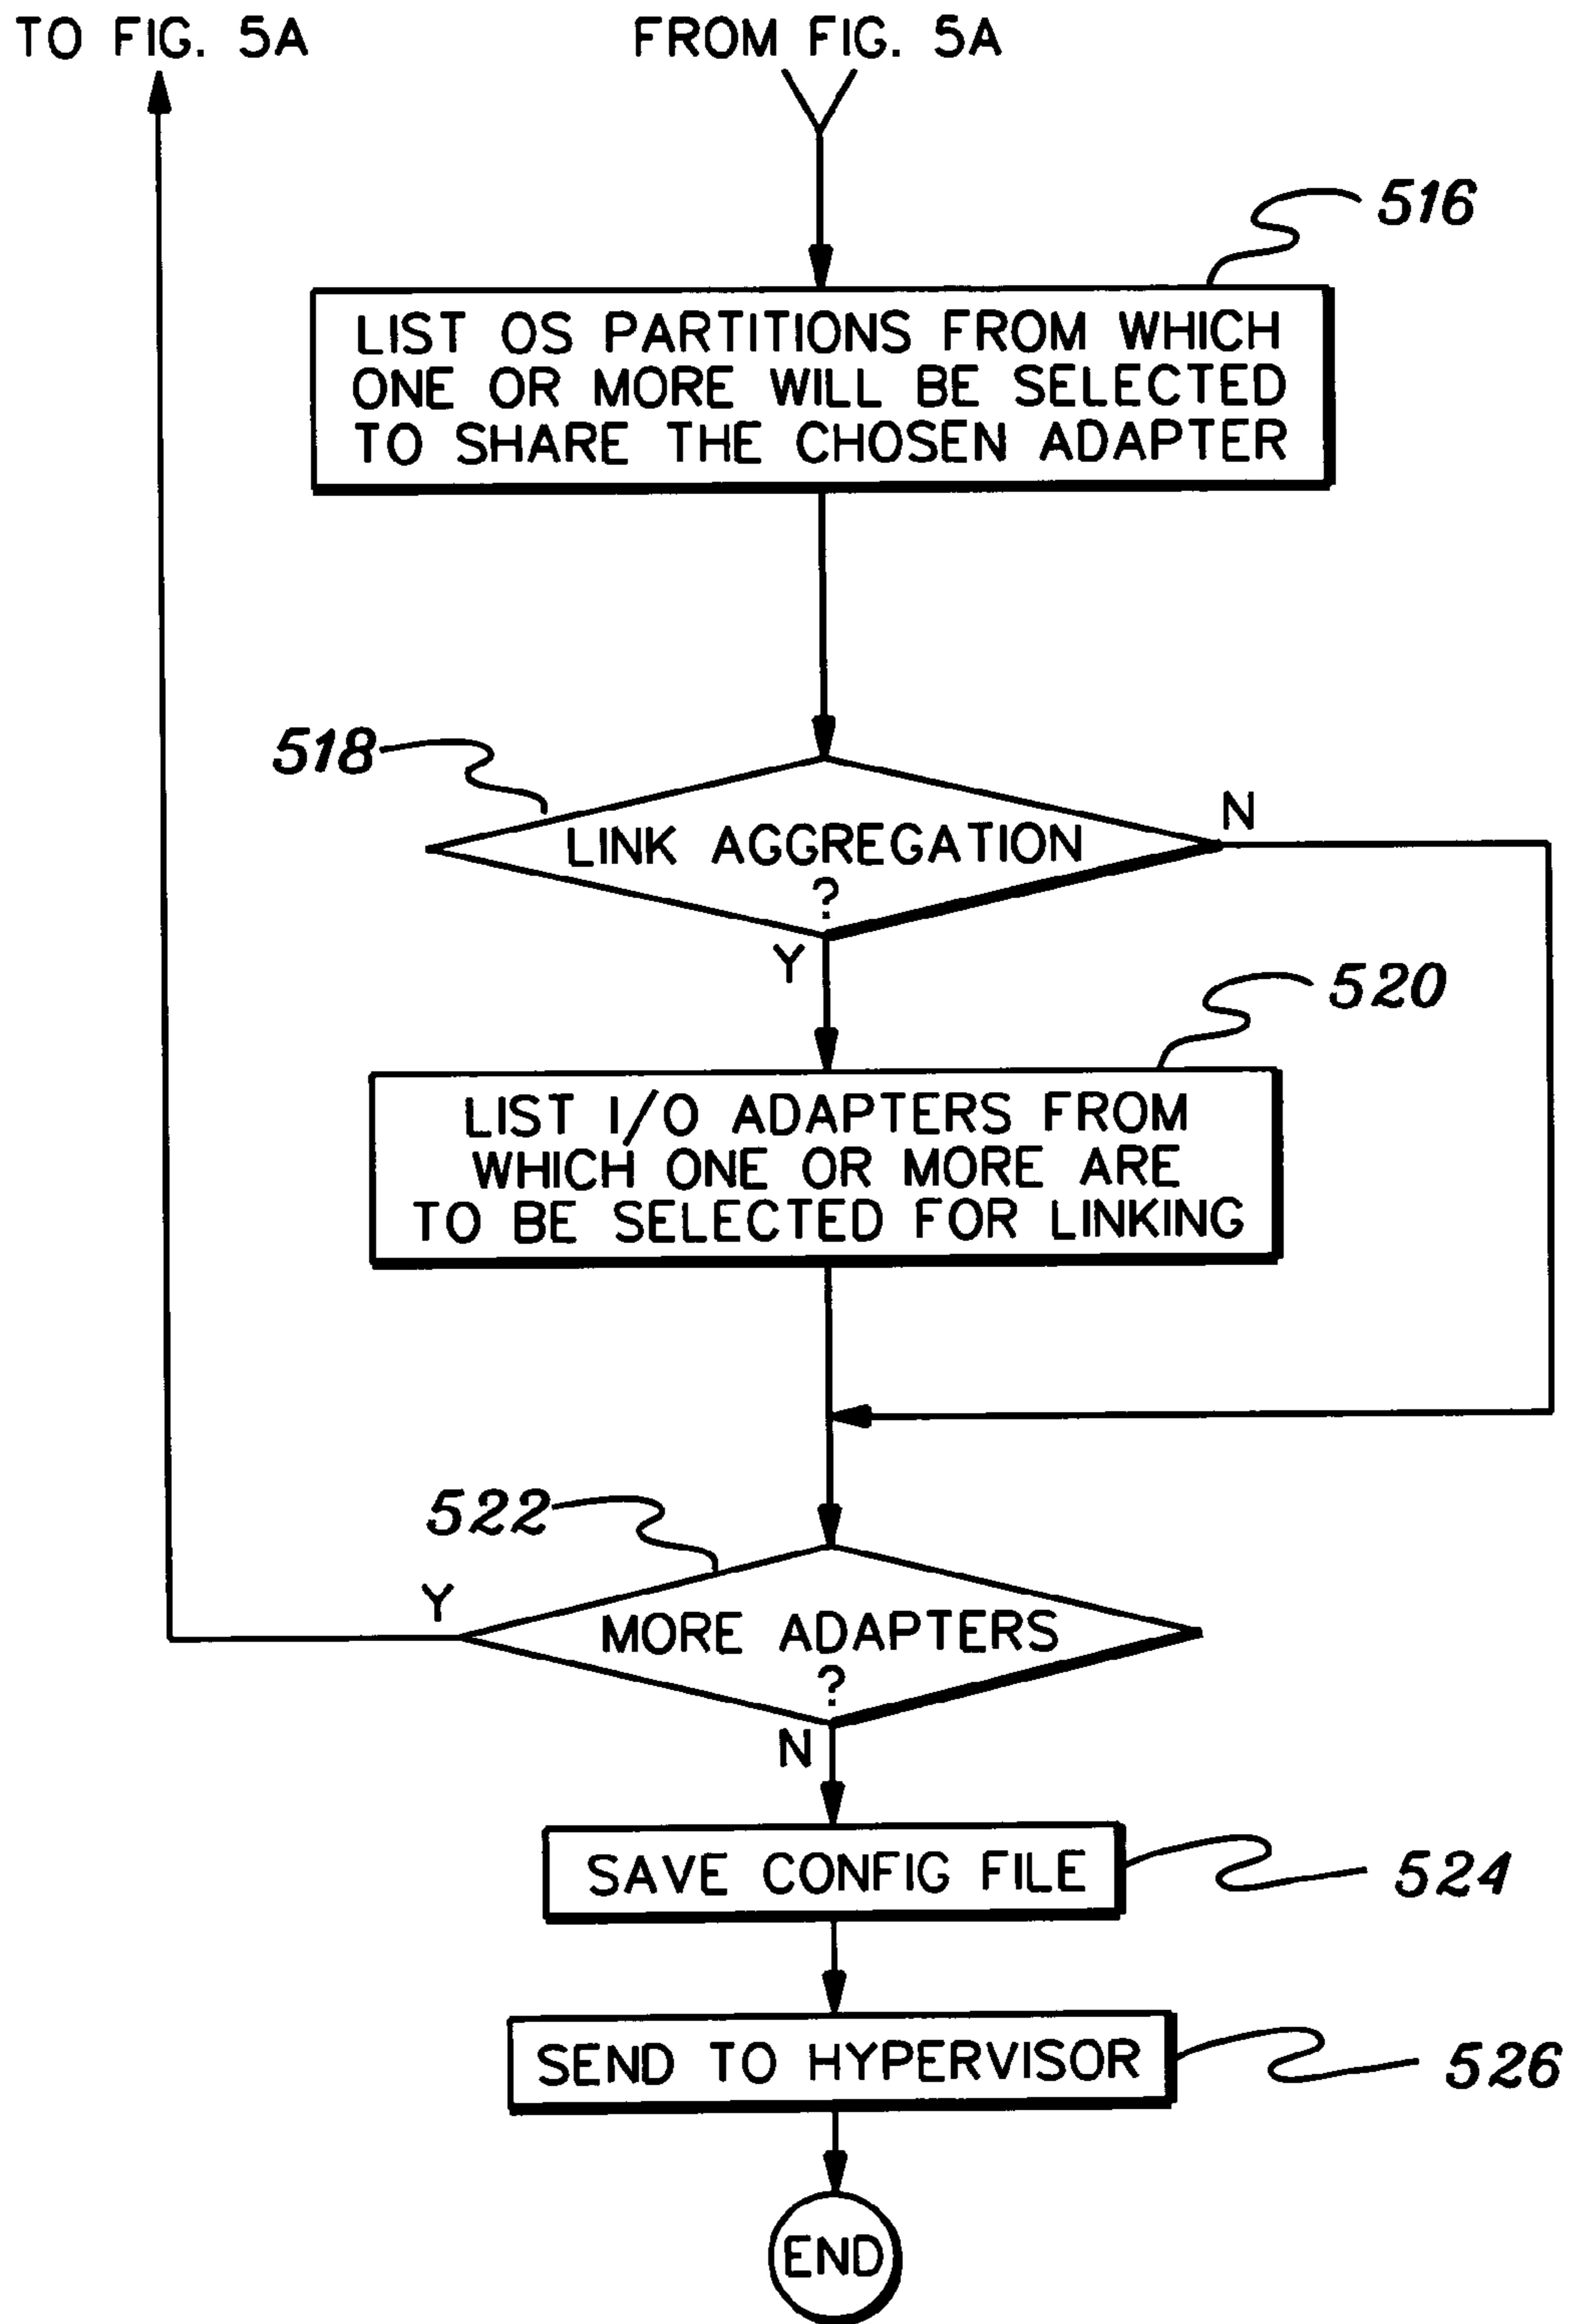 TO FIG. 5A
FROM FIG. 5A
516
LIST OS PARTITIONS FROM WHICH
ONE OR MORE WILL BE SELECTED
TO SHARE THE CHOSEN ADAPTER
518
N
LINK AGGREGATION
?
Y
520
LIST I/O ADAPTERS FROM
WHICH ONE OR MORE ARE
TO BE SELECTED FOR LINKING
522
Y
MORE ADAPTERS
?
N
SAVE CONFIG FILE
524
SEND TO HYPERVISOR
526
END